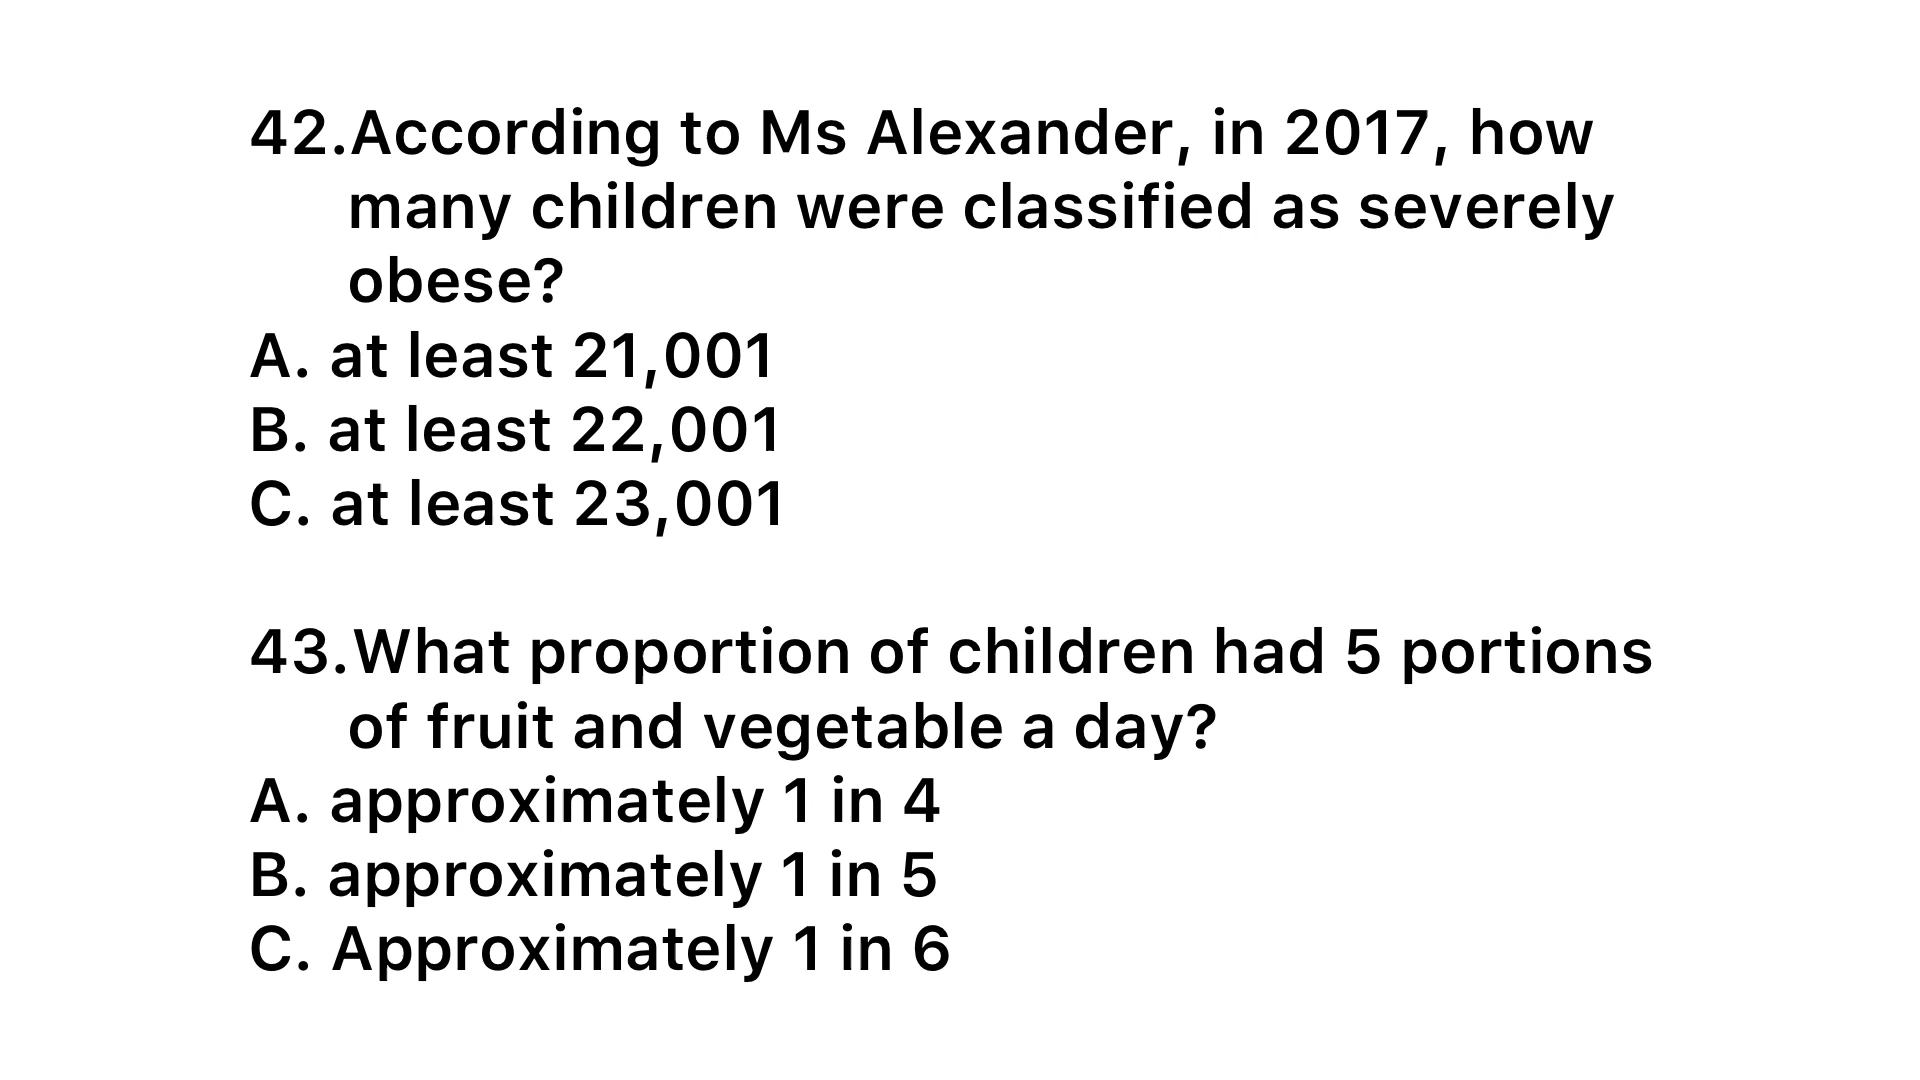 42.According to Ms Alexander, in 2017, how
many children were classified as severely
obese?
A. at least 21,001
B. at least 22,001
C. at least 23,001
43.What proportion of children had 5 portions
of fruit and vegetable a day?
A. approximately 1 in 4
B. approximately 1 in 5
C. Approximately 1 in 6